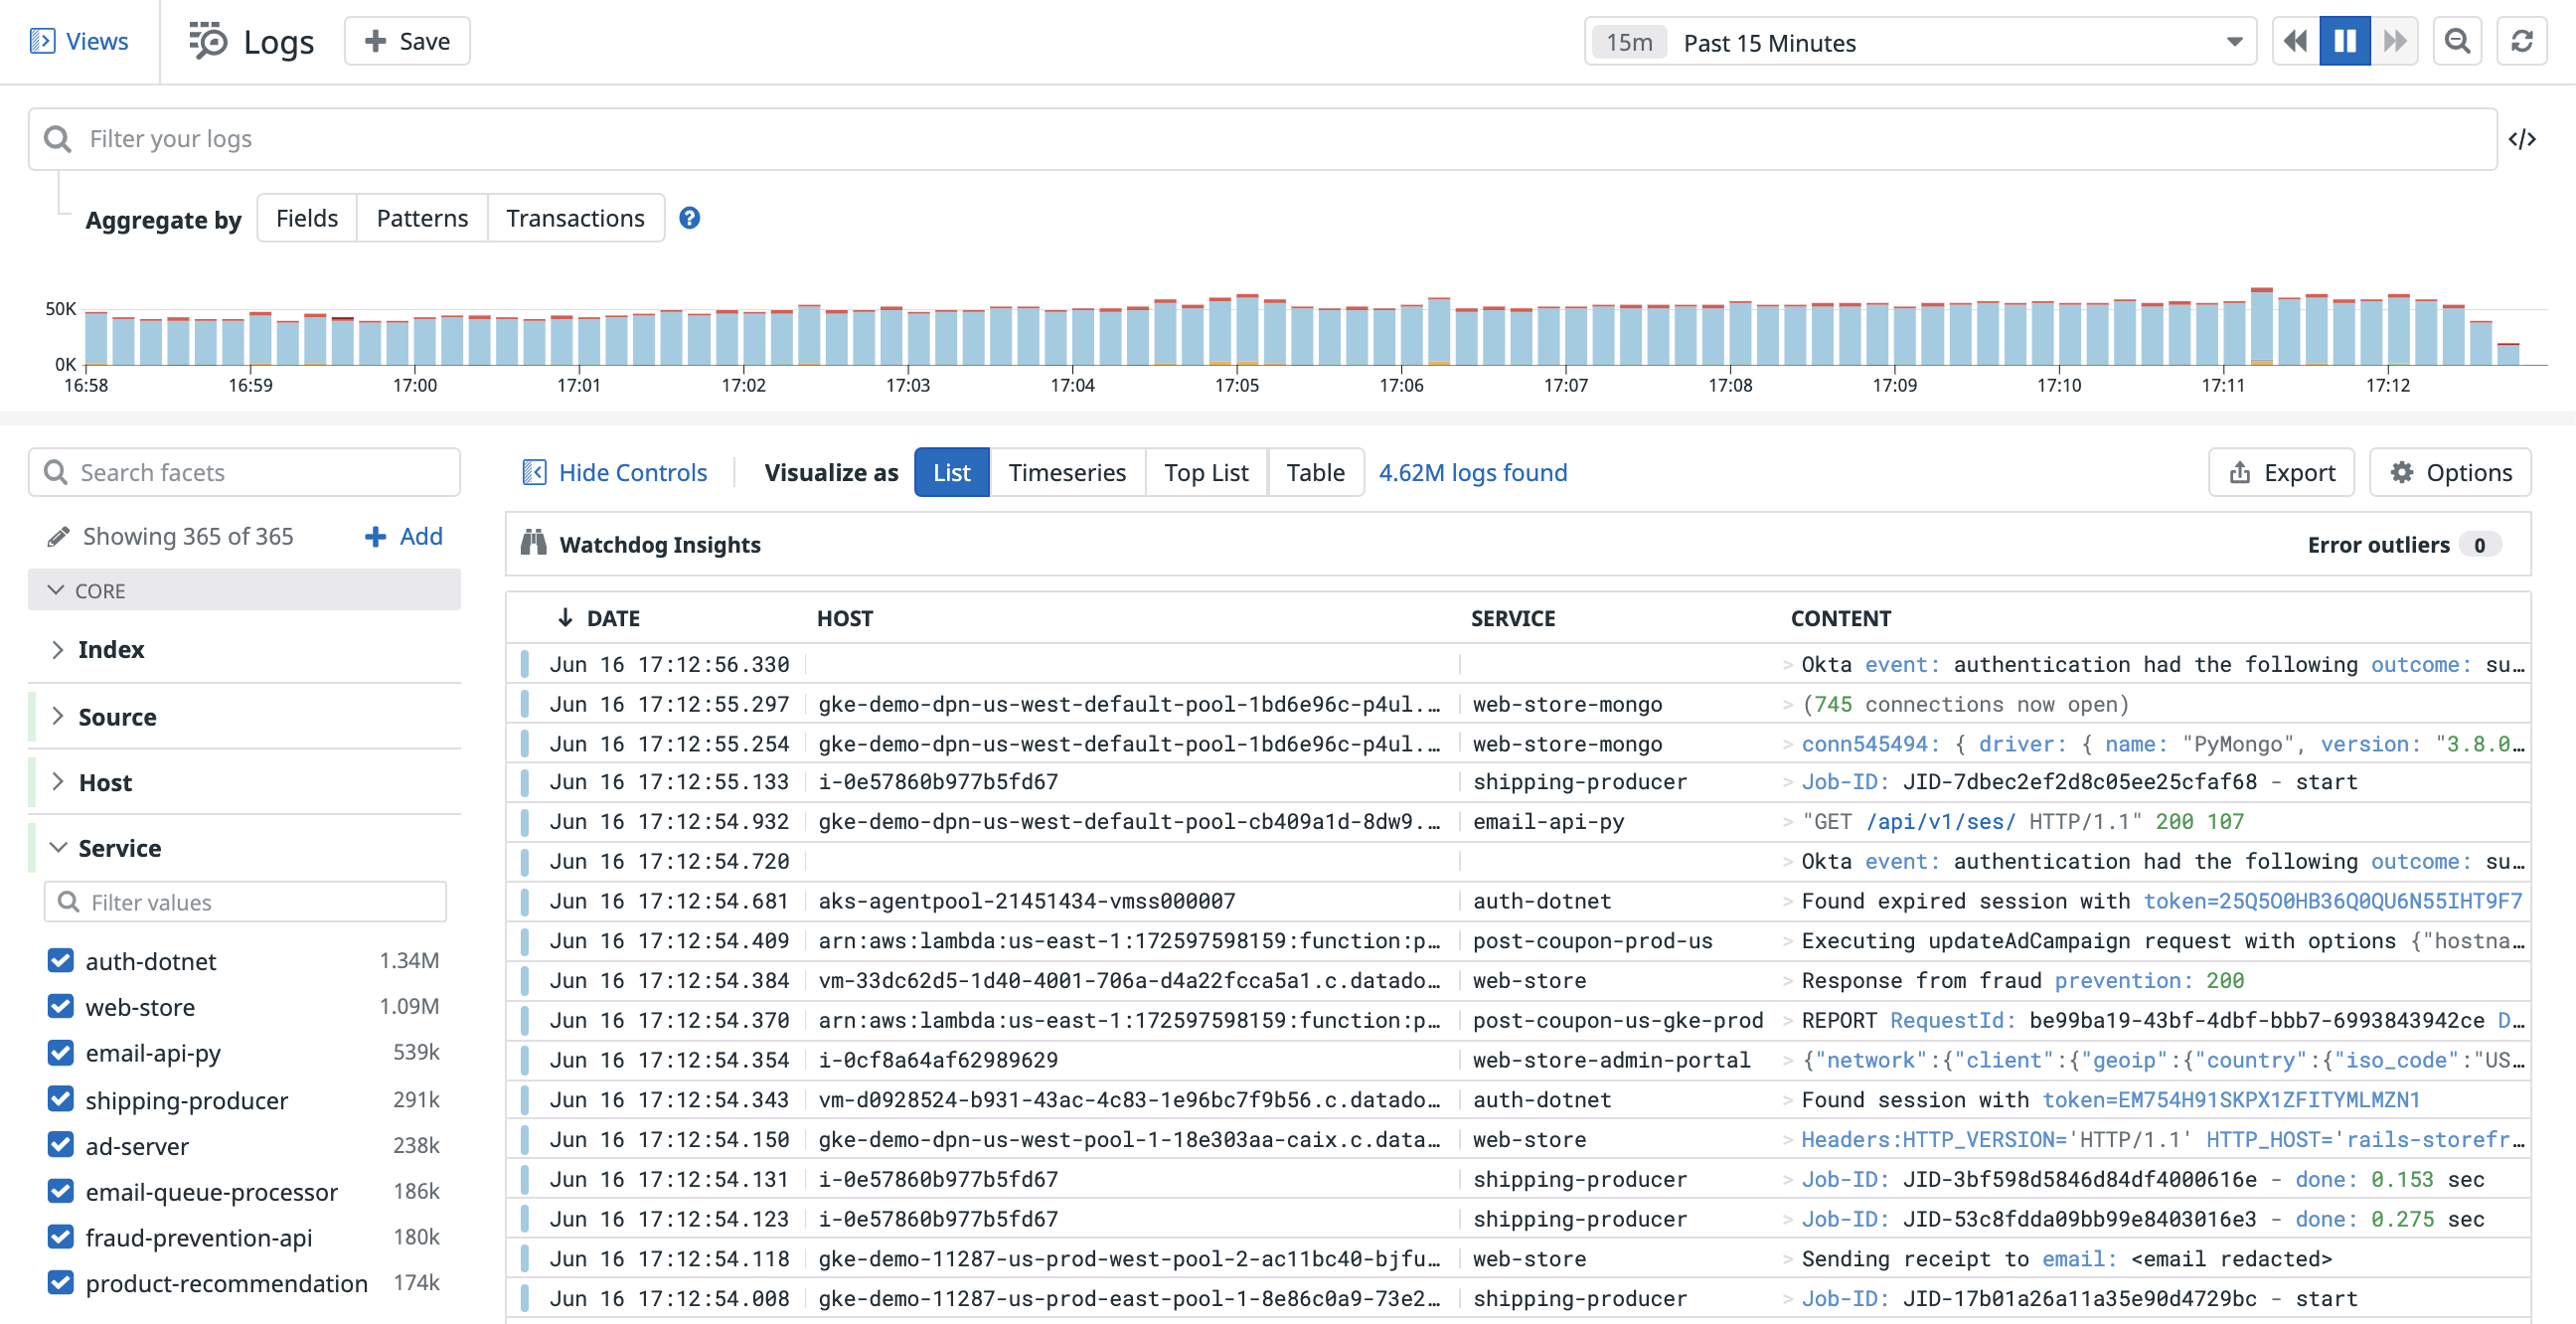 Views Logs + Save 15m Past 15 Minutes
Filter your logs </>
Aggregate by Fields Patterns Transactions ?
50K
0K
16:58 16:59 17:00 17:01 17:02 17:03 17:04 17:05 17:06 17:07 17:08 17:09 17:10 17:11 17:12
Search facets
Showing 365 of 365 + Add
CORE
Index
Source
Host
Service
Filter values
auth-dotnet 1.34M
web-store 1.09M
email-api-py 539k
shipping-producer 291k
ad-server 238k
email-queue-processor 186k
fraud-prevention-api 180k
product-recommendation 174k
Hide Controls Visualize as List Timeseries Top List Table 4.62M logs found Export Options
Watchdog Insights Error outliers 0
DATE HOST SERVICE CONTENT
Jun 16 17:12:56.330 > Okta event: authentication had the following outcome: su…
Jun 16 17:12:55.297 gke-demo-dpn-us-west-default-pool-1bd6e96c-p4ul.… web-store-mongo > (745 connections now open)
Jun 16 17:12:55.254 gke-demo-dpn-us-west-default-pool-1bd6e96c-p4ul.… web-store-mongo > conn545494: { driver: { name: "PyMongo", version: "3.8.0…
Jun 16 17:12:55.133 i-0e57860b977b5fd67 shipping-producer > Job-ID: JID-7dbec2ef2d8c05ee25cfaf68 - start
Jun 16 17:12:54.932 gke-demo-dpn-us-west-default-pool-cb409a1d-8dw9.… email-api-py > "GET /api/v1/ses/ HTTP/1.1" 200 107
Jun 16 17:12:54.720 > Okta event: authentication had the following outcome: su…
Jun 16 17:12:54.681 aks-agentpool-21451434-vmss000007 auth-dotnet > Found expired session with token=25Q5O0HB36Q0QU6N55IHT9F7
Jun 16 17:12:54.409 arn:aws:lambda:us-east-1:172597598159:function:p… post-coupon-prod-us > Executing updateAdCampaign request with options {"hostna…
Jun 16 17:12:54.384 vm-33dc62d5-1d40-4001-706a-d4a22fcca5a1.c.datado… web-store > Response from fraud prevention: 200
Jun 16 17:12:54.370 arn:aws:lambda:us-east-1:172597598159:function:p… post-coupon-us-gke-prod > REPORT RequestId: be99ba19-43bf-4dbf-bbb7-6993843942ce D…
Jun 16 17:12:54.354 i-0cf8a64af62989629 web-store-admin-portal > {"network":{"client":{"geoip":{"country":{"iso_code":"US…
Jun 16 17:12:54.343 vm-d0928524-b931-43ac-4c83-1e96bc7f9b56.c.datado… auth-dotnet > Found session with token=EM754H91SKPX1ZFITYMLMZN1
Jun 16 17:12:54.150 gke-demo-dpn-us-west-pool-1-18e303aa-caix.c.data… web-store > Headers:HTTP_VERSION='HTTP/1.1' HTTP_HOST='rails-storefr…
Jun 16 17:12:54.131 i-0e57860b977b5fd67 shipping-producer > Job-ID: JID-3bf598d5846d84df4000616e - done: 0.153 sec
Jun 16 17:12:54.123 i-0e57860b977b5fd67 shipping-producer > Job-ID: JID-53c8fdda09bb99e8403016e3 - done: 0.275 sec
Jun 16 17:12:54.118 gke-demo-11287-us-prod-west-pool-2-ac11bc40-bjfu… web-store > Sending receipt to email: <email redacted>
Jun 16 17:12:54.008 gke-demo-11287-us-prod-east-pool-1-8e86c0a9-73e2… shipping-producer > Job-ID: JID-17b01a26a11a35e90d4729bc - start